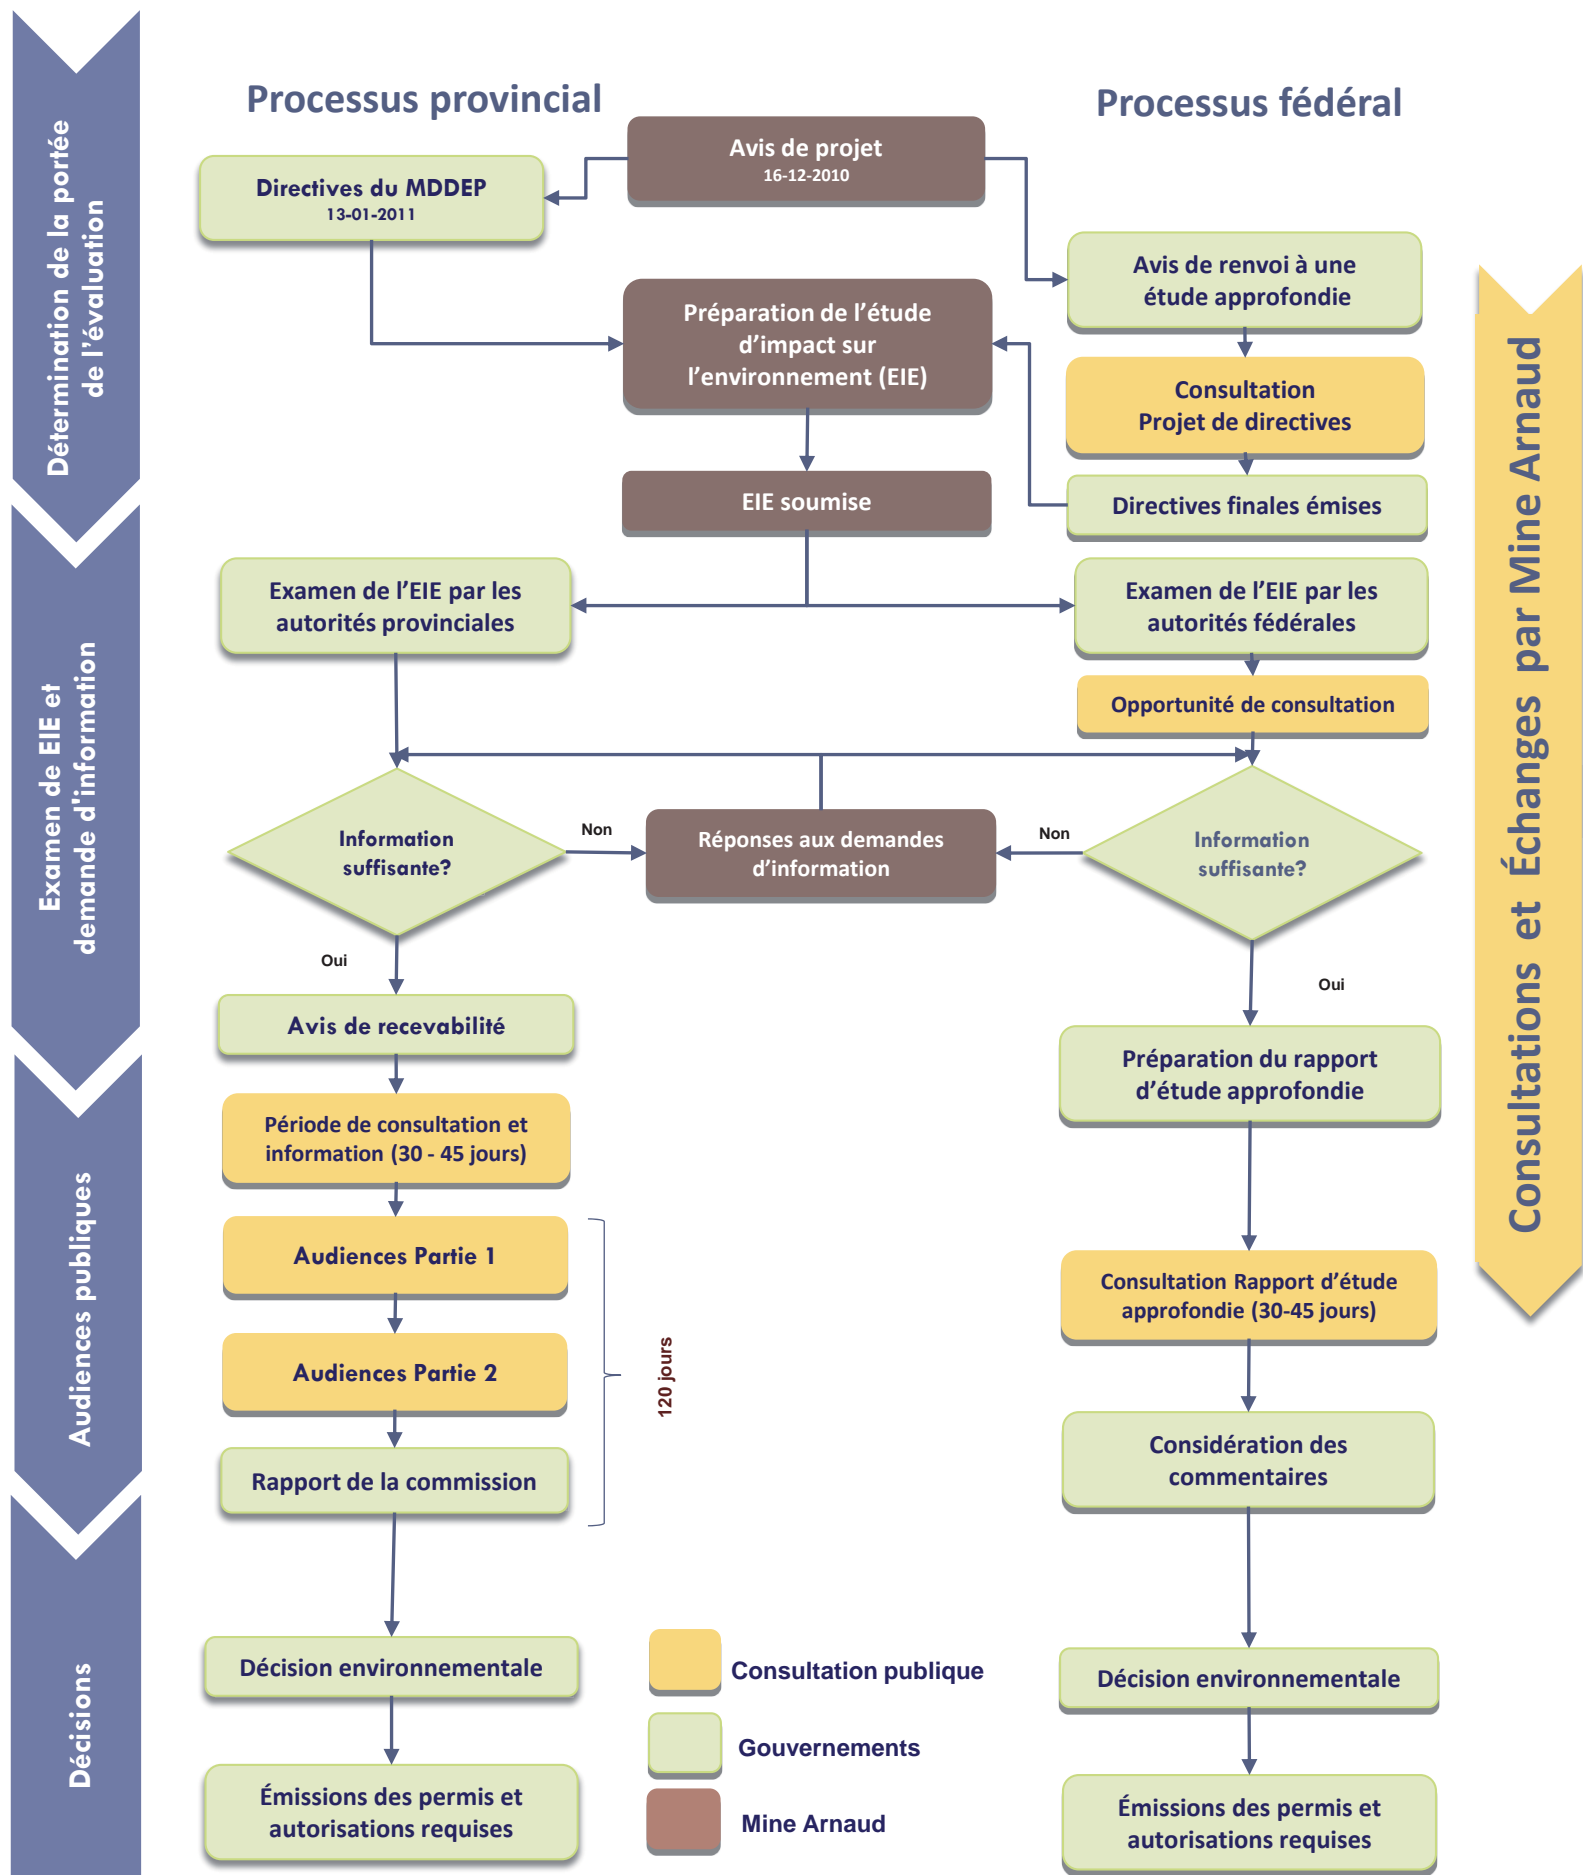 Processus provincial
Processus fédéral
Détermination de la portée
de l'évaluation
Avis de projet
16-12-2010
Directives du MDDEP
13-01-2011
Avis de renvoi à une
étude approfondie
Préparation de l'étude
d'impact sur
l'environnement (EIE)
Consultation
Projet de directives
EIE soumise
Directives finales émises
Consultations et Échanges par Mine Arnaud
Examen de EIE et
demande d'information
Examen de l'EIE par les
autorités provinciales
Examen de l'EIE par les
autorités fédérales
Opportunité de consultation
Information
suffisante?
Non
Réponses aux demandes
d'information
Non
Information
suffisante?
Oui
Oui
Avis de recevabilité
Préparation du rapport
d'étude approfondie
Audiences publiques
Période de consultation et
information (30 - 45 jours)
Audiences Partie 1
Audiences Partie 2
Rapport de la commission
120 jours
Consultation Rapport d'étude
approfondie (30-45 jours)
Considération des
commentaires
Décisions
Décision environnementale
Émissions des permis et
autorisations requises
Consultation publique
Gouvernements
Mine Arnaud
Décision environnementale
Émissions des permis et
autorisations requises